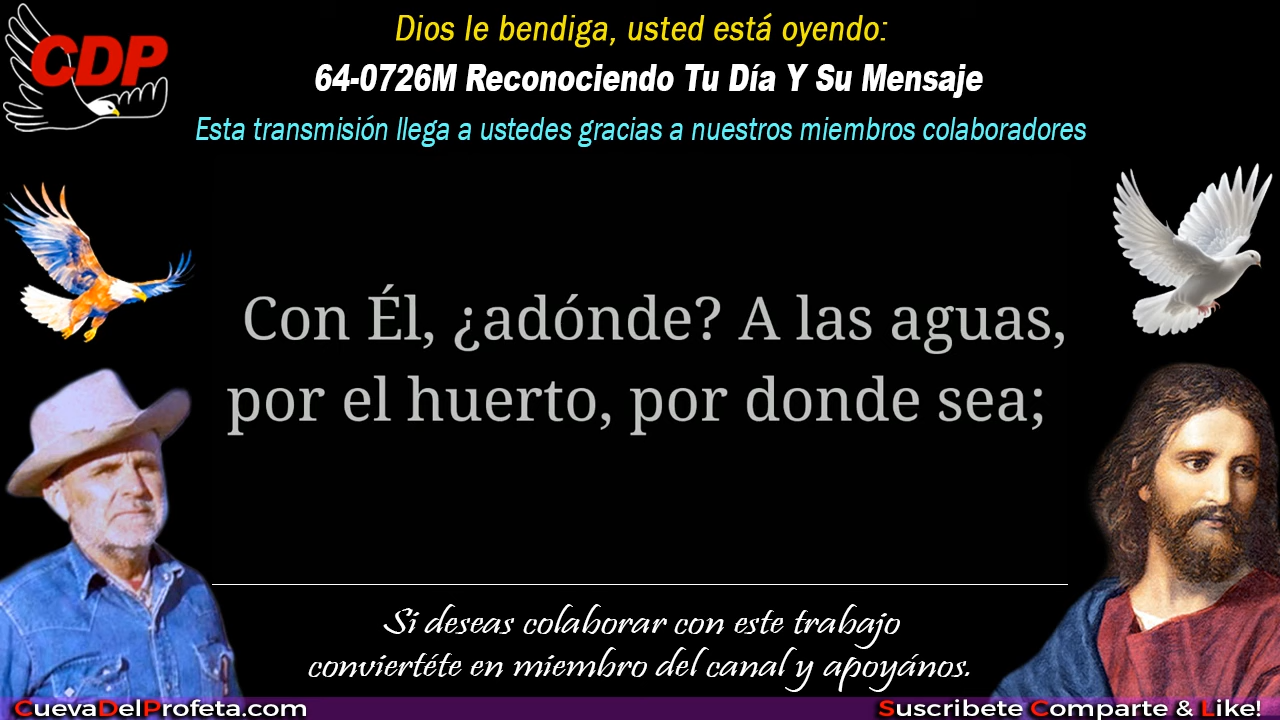 CDP
Dios le bendiga, usted está oyendo:
64-0726M Reconociendo Tu Día Y Su Mensaje
Esta transmisión llega a ustedes gracias a nuestros miembros colaboradores
Con Él, ¿adónde? A las aguas,
por el huerto, por donde sea;
Si deseas colaborar con este trabajo
conviertéte en miembro del canal y apoyános.
CuevaDelProfeta.com
Suscribete Comparte & Like!